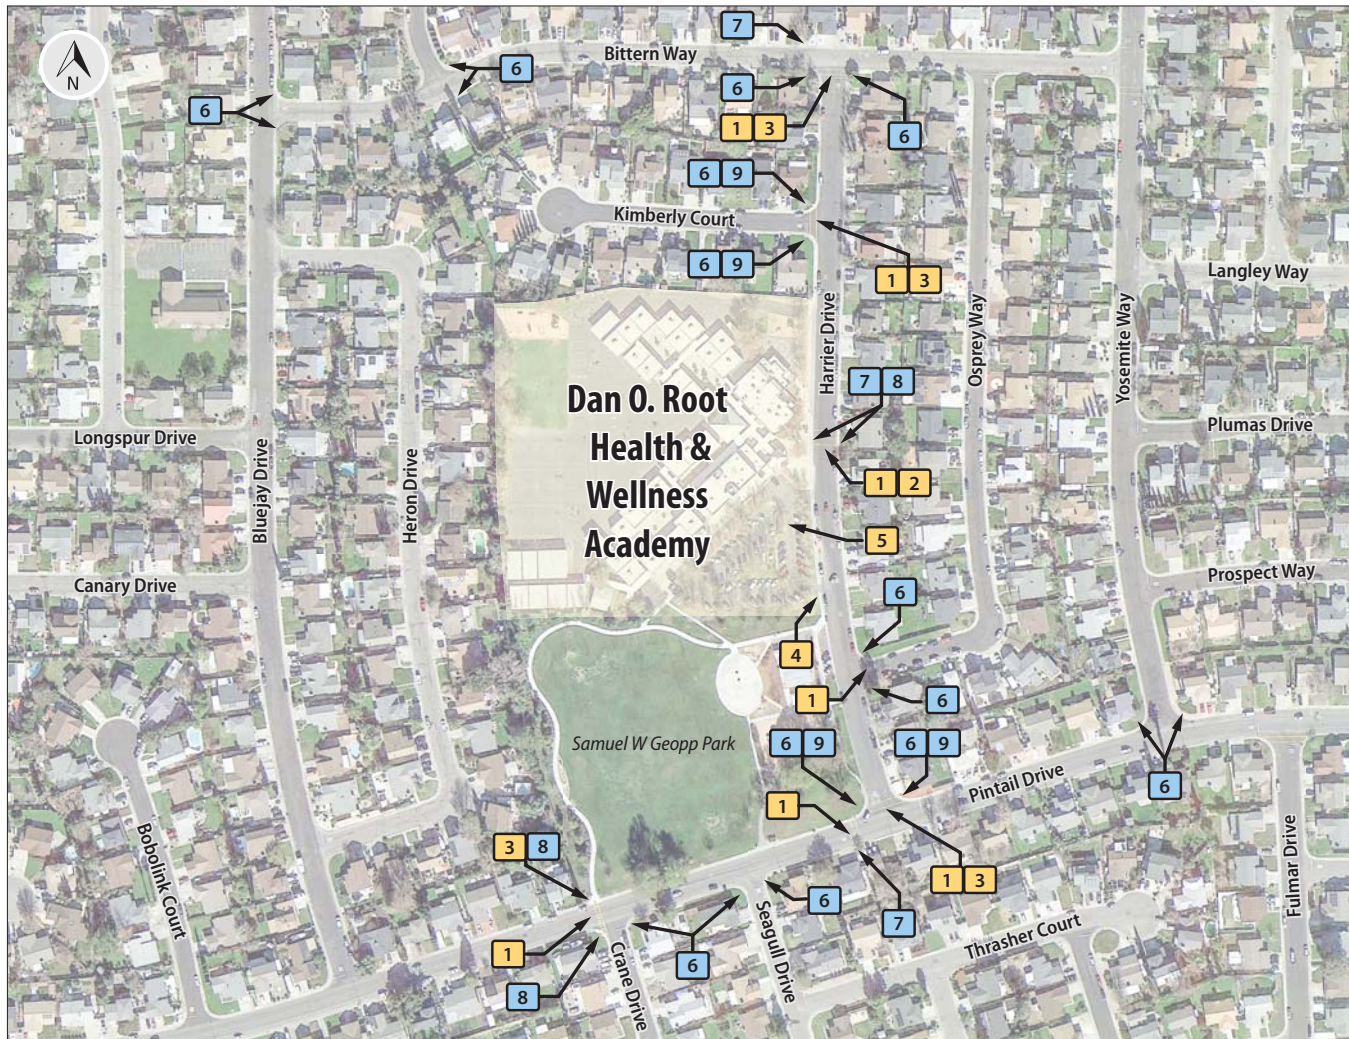 7
Bittern Way
6
6
6
1 3
6
N
6 9
Kimberly Court
6 9
1 3
Langley Way
Harrier Drive
Osprey Way
Yosemite Way
7 8
Dan O. Root
Health &
Wellness
Academy
Longspur Drive
Plumas Drive
Bluejay Drive
Heron Drive
1 2
5
Canary Drive
Prospect Way
6
4
1
6
Samuel W Geopp Park
6 9
6 9
Pintail Drive
6
1
3 8
Bobolink Court
1 3
Fulmar Drive
6
7
Seagull Drive
Thrasher Court
1
6
Crane Drive
8